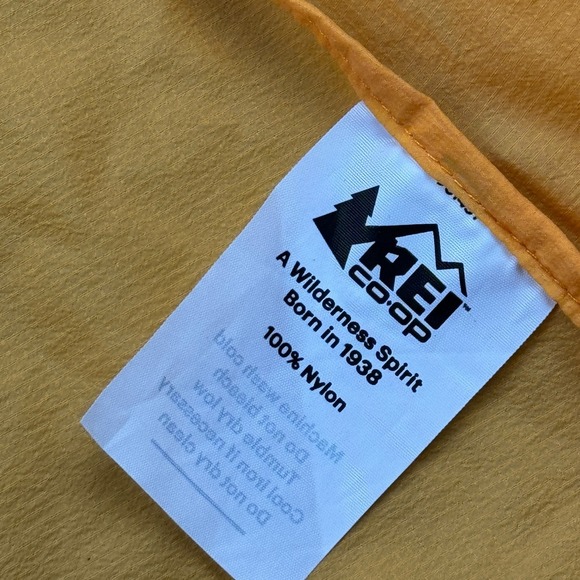 REI
CO·OP™
A Wilderness Spirit
Born in 1938
100% Nylon
Machine wash cold
Do not bleach
Tumble dry low
Cool iron if necessary
Do not dry clean